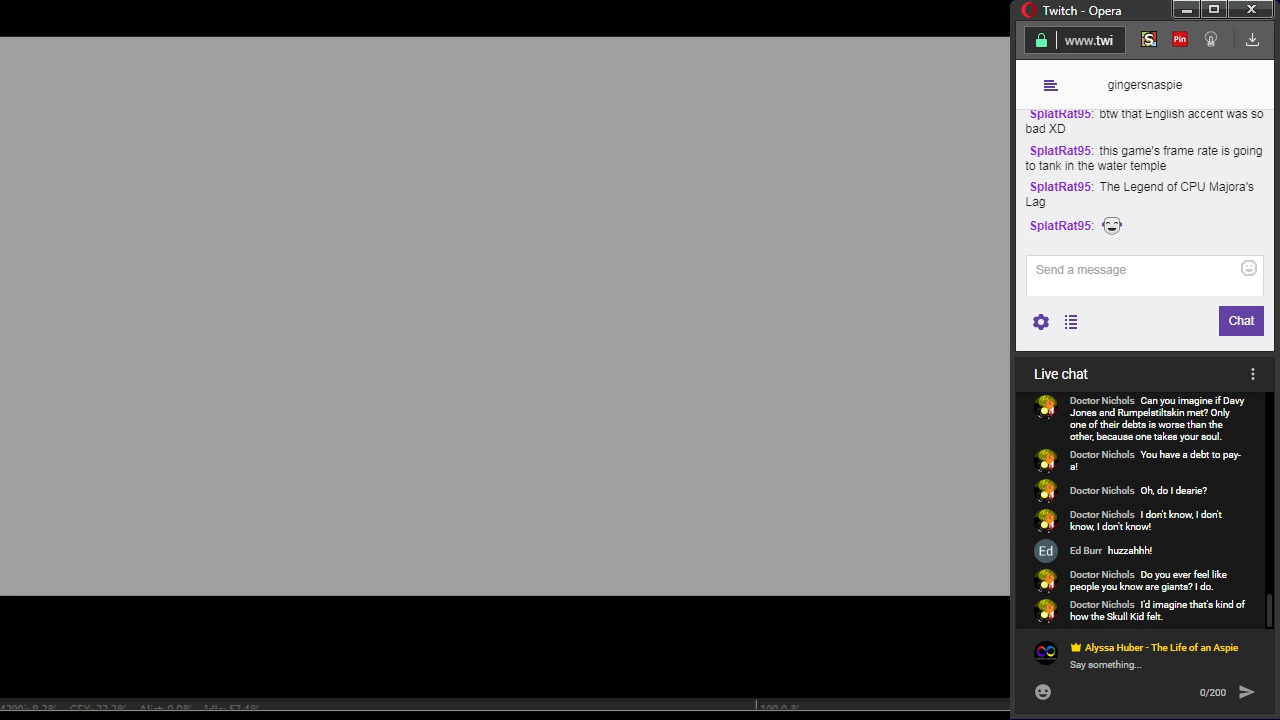 Twitch - Opera
www.twi
Pin
gingersnaspie
SplatRat95: btw that English accent was so
bad XD
SplatRat95: this game's frame rate is going
to tank in the water temple
SplatRat95: The Legend of CPU Majora's
Lag
SplatRat95:
Send a message
Chat
Live chat
Doctor Nichols Can you imagine if Davy
Jones and Rumpelstiltskin met? Only
one of their debts is worse than the
other, because one takes your soul.
Doctor Nichols You have a debt to pay-
a!
Doctor Nichols Oh, do I dearie?
Doctor Nichols I don't know, I don't
know, I don't know!
Ed Ed Burr huzzahhh!
Doctor Nichols Do you ever feel like
people you know are giants? I do.
Doctor Nichols I'd imagine that's kind of
how the Skull Kid felt.
Alyssa Huber - The Life of an Aspie
Say something...
0/200